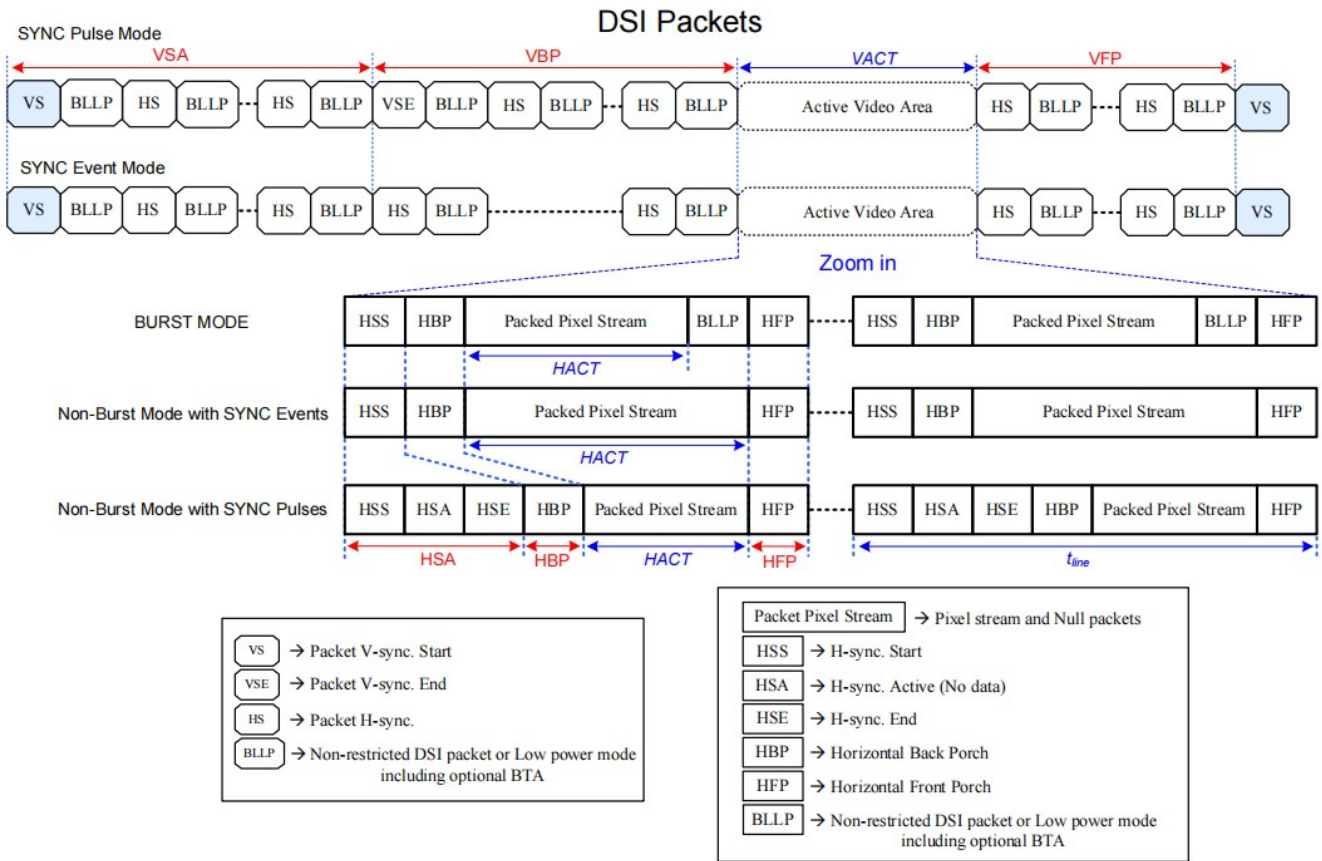 DSI Packets
SYNC Pulse Mode
VSA VBP VACT VFP
VS BLLP HS BLLP HS BLLP VSE BLLP HS BLLP HS BLLP Active Video Area HS BLLP HS BLLP VS
SYNC Event Mode
VS BLLP HS BLLP HS BLLP HS BLLP HS BLLP Active Video Area HS BLLP HS BLLP VS
Zoom in
BURST MODE HSS HBP Packed Pixel Stream BLLP HFP HSS HBP Packed Pixel Stream BLLP HFP
HACT
Non-Burst Mode with SYNC Events HSS HBP Packed Pixel Stream HFP HSS HBP Packed Pixel Stream HFP
HACT
Non-Burst Mode with SYNC Pulses HSS HSA HSE HBP Packed Pixel Stream HFP HSS HSA HSE HBP Packed Pixel Stream HFP
HSA HBP HACT HFP tline
VS → Packet V-sync. Start
VSE → Packet V-sync. End
HS → Packet H-sync.
BLLP → Non-restricted DSI packet or Low power mode
including optional BTA
Packet Pixel Stream → Pixel stream and Null packets
HSS → H-sync. Start
HSA → H-sync. Active (No data)
HSE → H-sync. End
HBP → Horizontal Back Porch
HFP → Horizontal Front Porch
BLLP → Non-restricted DSI packet or Low power mode
including optional BTA